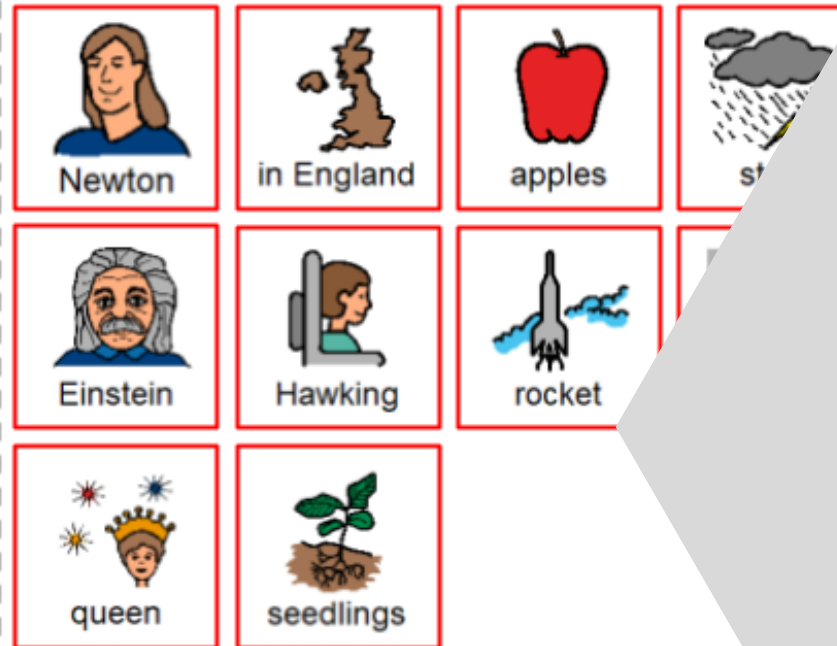 Newton
in England
apples
Einstein
Hawking
rocket
queen
seedlings